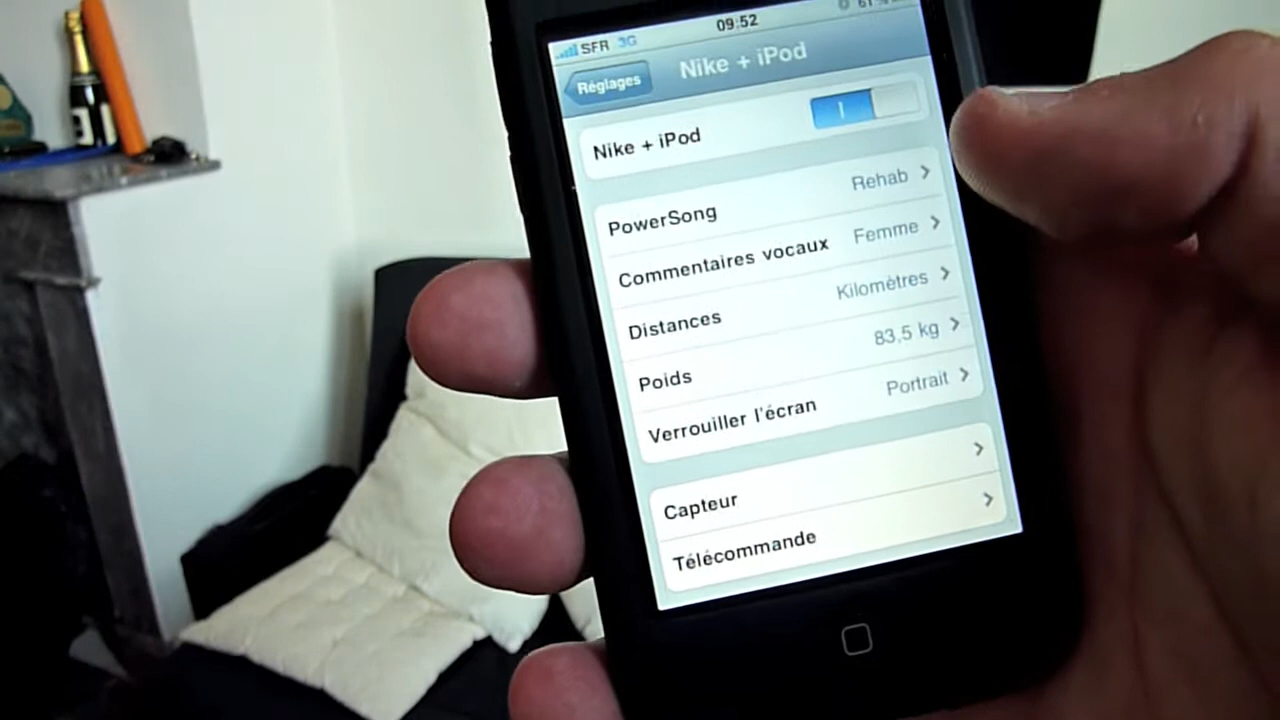 SFR 3G 09:52 61%
Réglages Nike + iPod
Nike + iPod
PowerSong Rehab
Commentaires vocaux Femme
Distances Kilomètres
Poids 83,5 kg
Verrouiller l'écran Portrait
Capteur
Télécommande